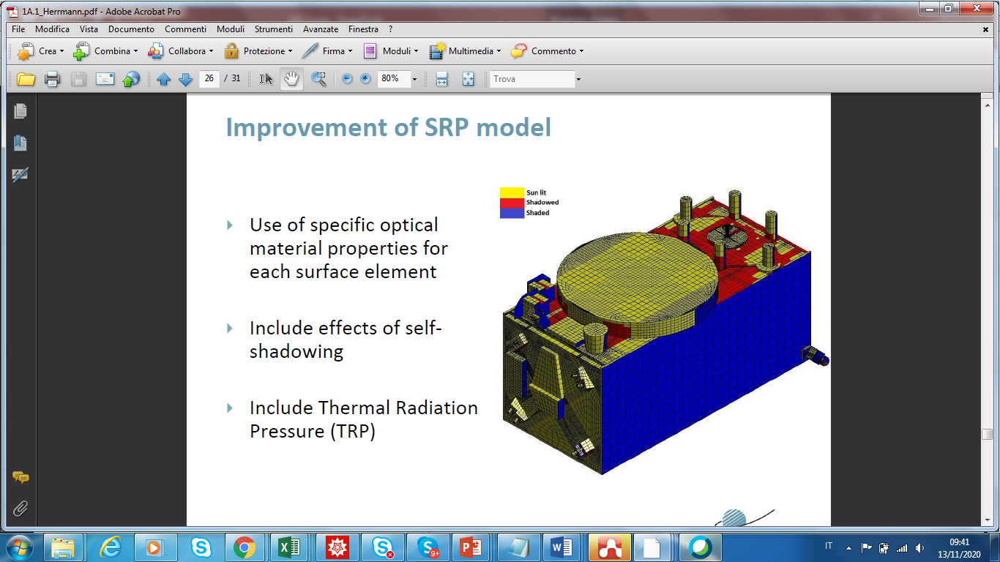 1A.1_Herrmann.pdf - Adobe Acrobat Pro
File Modifica Vista Documento Commenti Moduli Strumenti Avanzate Finestra ?
Crea Combina Collabora Protezione Firma Moduli Multimedia Commento
26 / 31 80% Trova
Improvement of SRP model
Sun lit
Shadowed
Shaded
Use of specific optical
material properties for
each surface element
Include effects of self-
shadowing
Include Thermal Radiation
Pressure (TRP)
9+
IT
09:41
13/11/2020